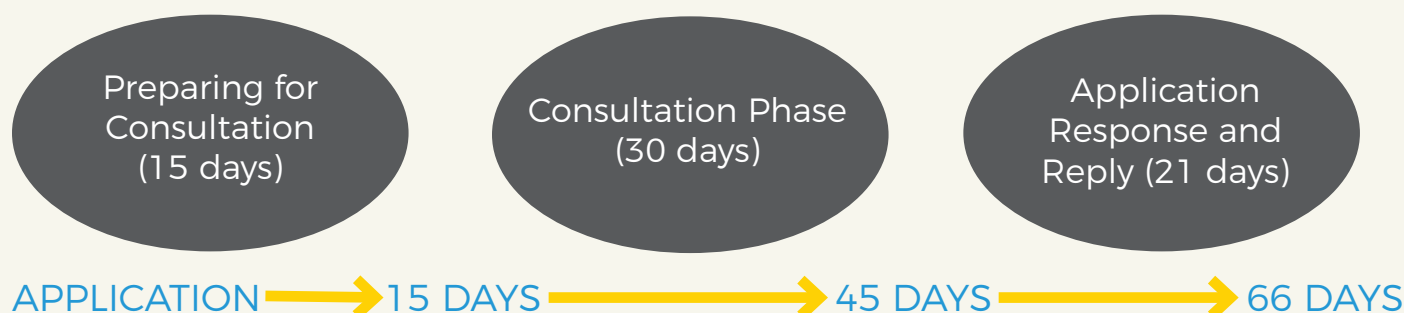 Preparing for
Consultation
(15 days)
Consultation Phase
(30 days)
Application
Response and
Reply (21 days)
APPLICATION 15 DAYS 45 DAYS 66 DAYS